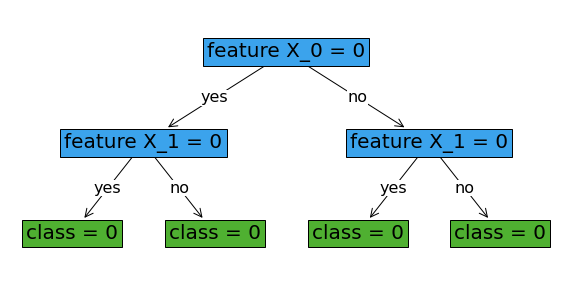 feature X_0 = 0
yes
no
feature X_1 = 0
feature X_1 = 0
yes
no
yes
no
class = 0
class = 0
class = 0
class = 0